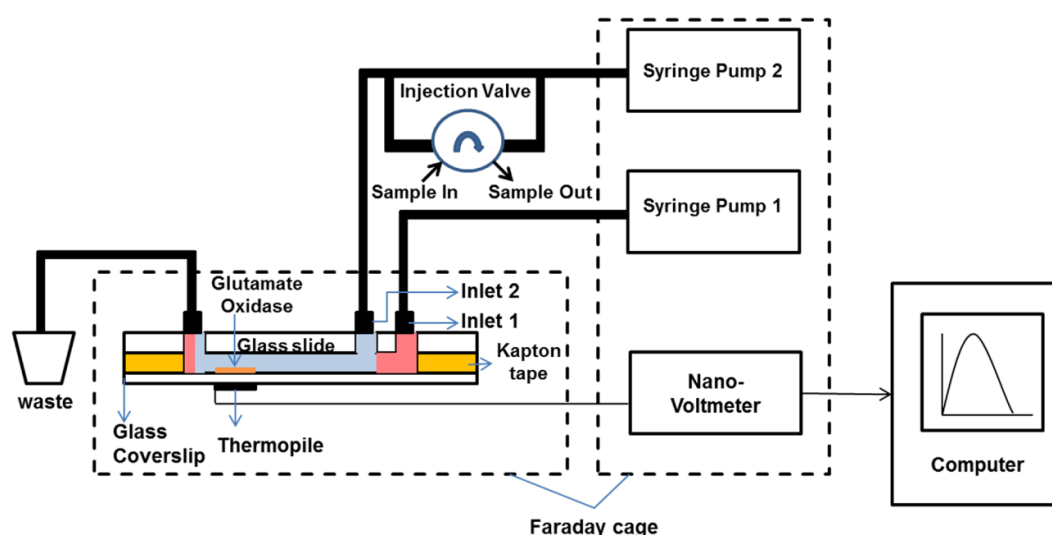 Syringe Pump 2
Injection Valve
Sample In
Sample Out
Syringe Pump 1
Glutamate
Oxidase
Inlet 2
Inlet 1
Glass slide
Kapton
tape
waste
Glass
Coverslip
Thermopile
Nano-
Voltmeter
Computer
Faraday cage